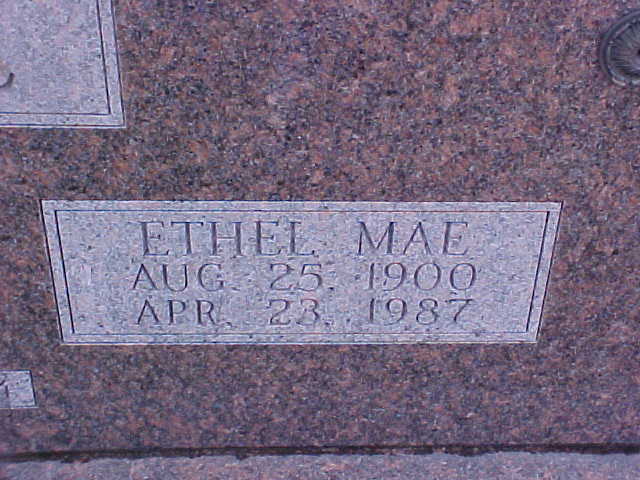 ETHEL MAE
AUG. 25, 1900
APR. 23, 1987